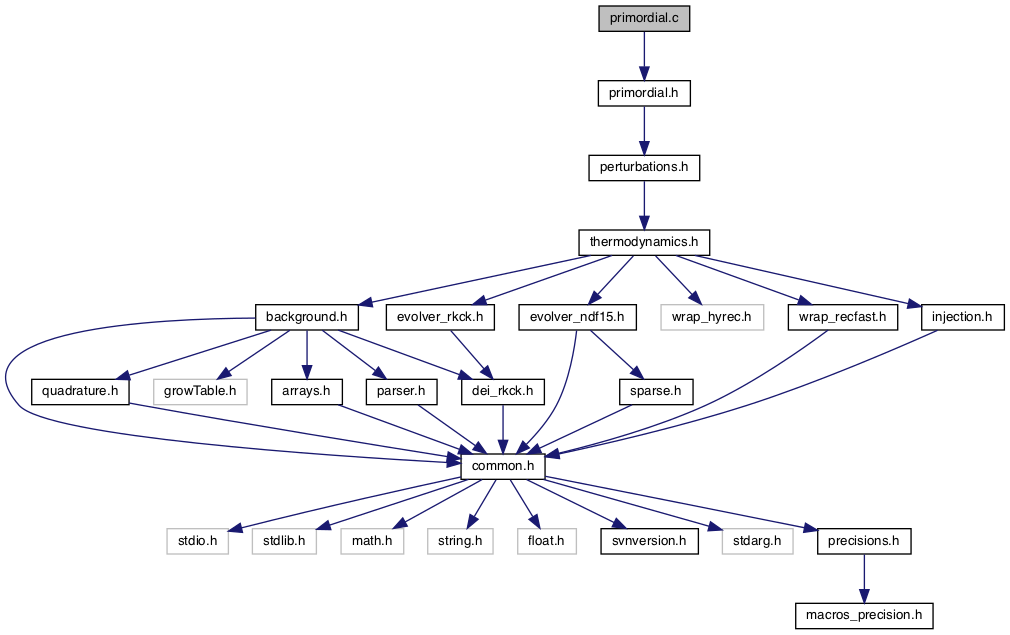 primordial.c
primordial.h
perturbations.h
thermodynamics.h
background.h
evolver_rkck.h
evolver_ndf15.h
wrap_hyrec.h
wrap_recfast.h
injection.h
quadrature.h
growTable.h
arrays.h
parser.h
dei_rkck.h
sparse.h
common.h
stdio.h
stdlib.h
math.h
string.h
float.h
svnversion.h
stdarg.h
precisions.h
macros_precision.h